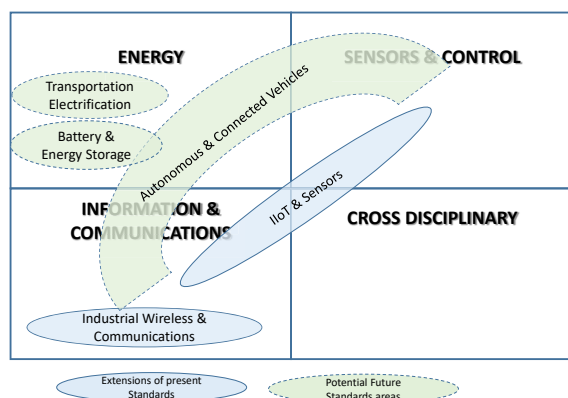 ENERGY
SENSORS & CONTROL
Transportation
Electrification
Battery &
Energy Storage
Autonomous & Connected Vehicles
IIoT & Sensors
INFORMATION &
COMMUNICATIONS
CROSS DISCIPLINARY
Industrial Wireless &
Communications
Extensions of present
Standards
Potential Future
Standards areas